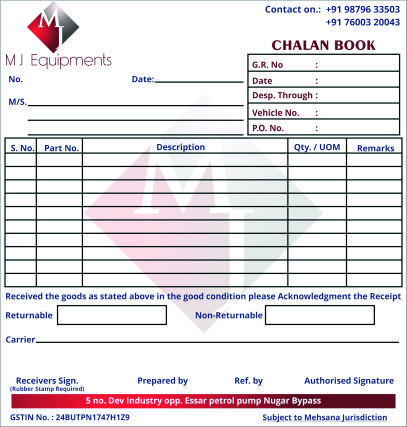 Contact on.: +91 98796 33503
+91 76003 20043
MJ
M J Equipments
CHALAN BOOK
No. Date:
M/S.
G.R. No :
Date :
Desp. Through :
Vehicle No. :
P.O. No. :
S. No. Part No. Description Qty. / UOM Remarks
MJ
Received the goods as stated above in the good condition please Acknowledgment the Receipt
Returnable Non-Returnable
Carrier
Receivers Sign. Prepared by Ref. by Authorised Signature
(Rubber Stamp Required)
5 no. Dev Industry opp. Essar petrol pump Nugar Bypass
GSTIN No. : 24BUTPN1747H1Z9 Subject to Mehsana Jurisdiction